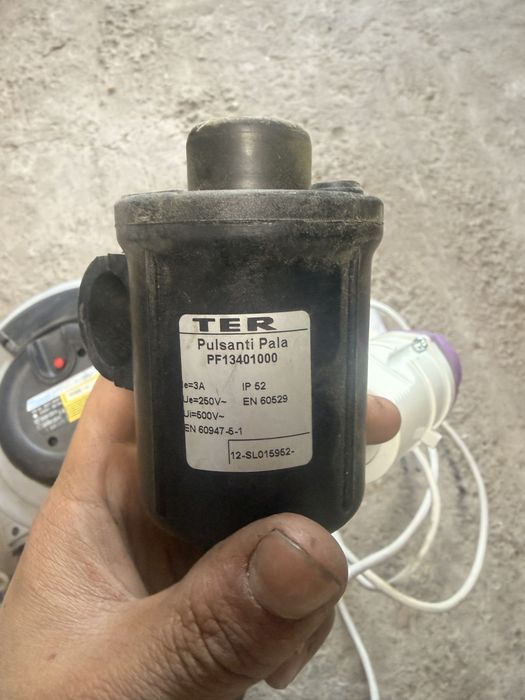 TER
Pulsanti Pala
PF13401000
e=3A IP 52
Ue=250V~ EN 60529
Ui=500V~
EN 60947-5-1
12-SL015952-